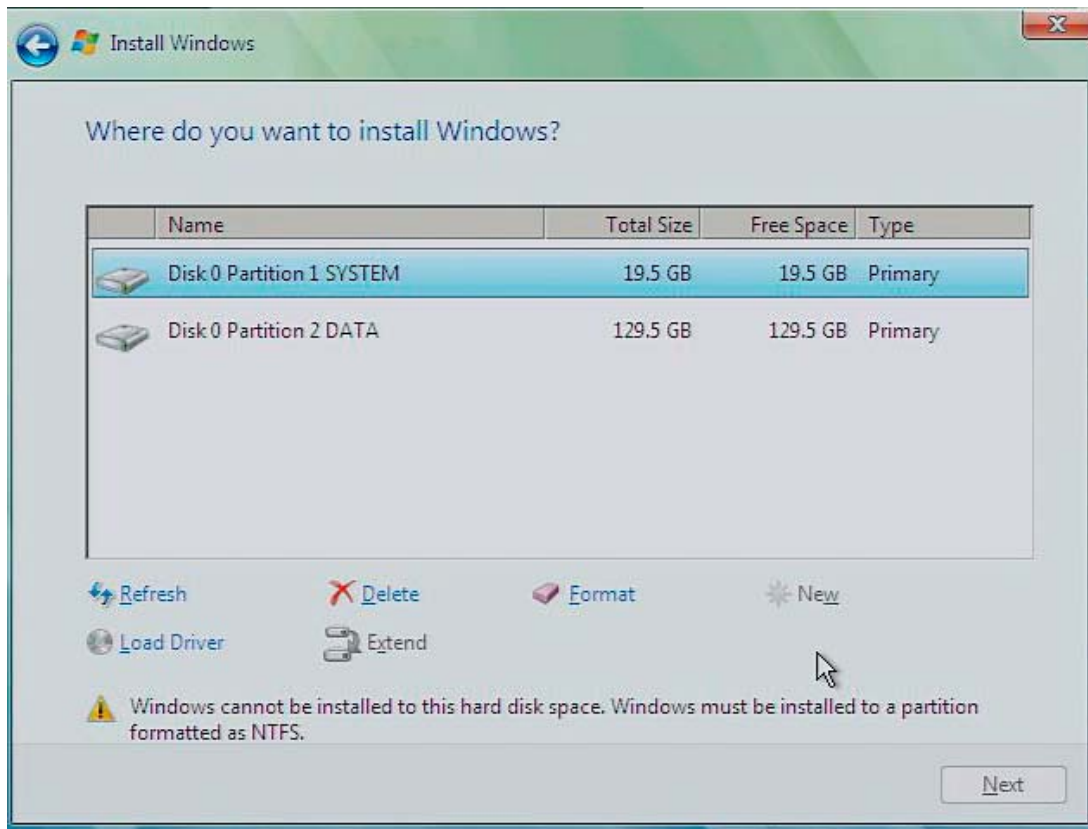 Install Windows
Where do you want to install Windows?
Name Total Size Free Space Type
Disk 0 Partition 1 SYSTEM 19.5 GB 19.5 GB Primary
Disk 0 Partition 2 DATA 129.5 GB 129.5 GB Primary
Refresh Delete Format New
Load Driver Extend
Windows cannot be installed to this hard disk space. Windows must be installed to a partition
formatted as NTFS.
Next